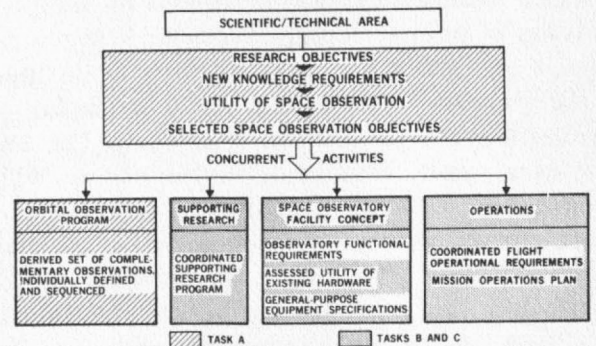 SCIENTIFIC/TECHNICAL AREA
RESEARCH OBJECTIVES
NEW KNOWLEDGE REQUIREMENTS
UTILITY OF SPACE OBSERVATION
SELECTED SPACE OBSERVATION OBJECTIVES
CONCURRENT ACTIVITIES
ORBITAL OBSERVATION
PROGRAM
DERIVED SET OF COMPLE-
MENTARY OBSERVATIONS,
INDIVIDUALLY DEFINED
AND SEQUENCED
SUPPORTING
RESEARCH
COORDINATED
SUPPORTING
RESEARCH
PROGRAM
SPACE OBSERVATORY
FACILITY CONCEPT
OBSERVATORY FUNCTIONAL
REQUIREMENTS
ASSESSED UTILITY OF
EXISTING HARDWARE
GENERAL-PURPOSE
EQUIPMENT SPECIFICATIONS
OPERATIONS
COORDINATED FLIGHT
OPERATIONAL REQUIREMENTS
MISSION OPERATIONS PLAN
TASK A
TASKS B AND C